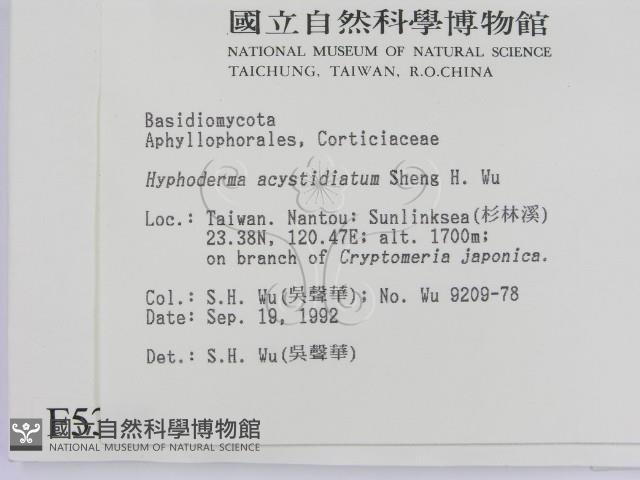 國立自然科學博物館
NATIONAL MUSEUM OF NATURAL SCIENCE
TAICHUNG, TAIWAN, R.O.CHINA
Basidiomycota
Aphyllophorales, Corticiaceae
Hyphoderma acystidiatum Sheng H. Wu
Loc.: Taiwan. Nantou: Sunlinksea(杉林溪)
23.38N, 120.47E; alt. 1700m;
on branch of Cryptomeria japonica.
Col.: S.H. Wu(吳聲華); No. Wu 9209-78
Date: Sep. 19, 1992
Det.: S.H. Wu(吳聲華)
國立自然科學博物館
NATIONAL MUSEUM OF NATURAL SCIENCE